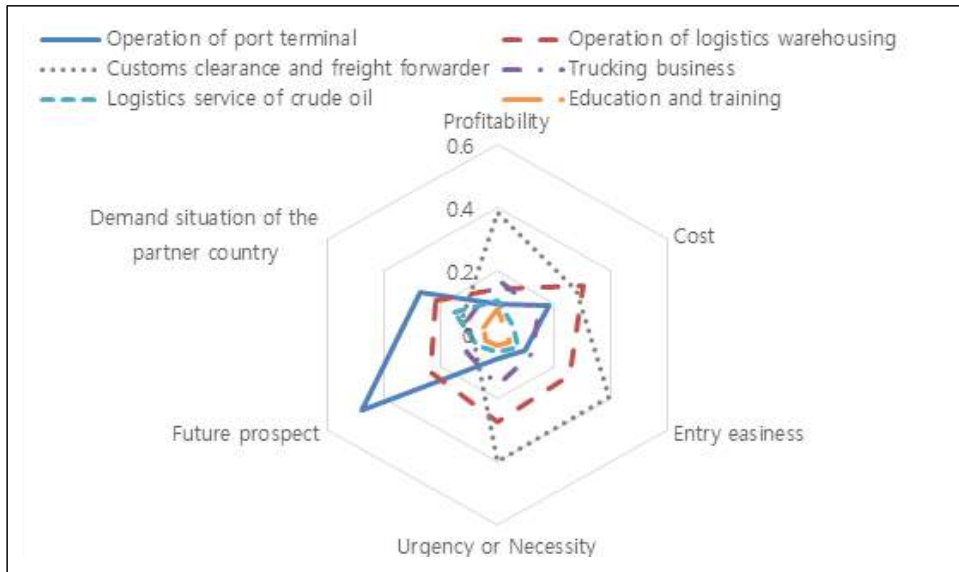 Operation of port terminal
Operation of logistics warehousing
Customs clearance and freight forwarder
Trucking business
Logistics service of crude oil
Education and training
Profitability
0.6
0.4
Demand situation of the
partner country
Cost
0.2
0
Future prospect
Entry easiness
Urgency or Necessity